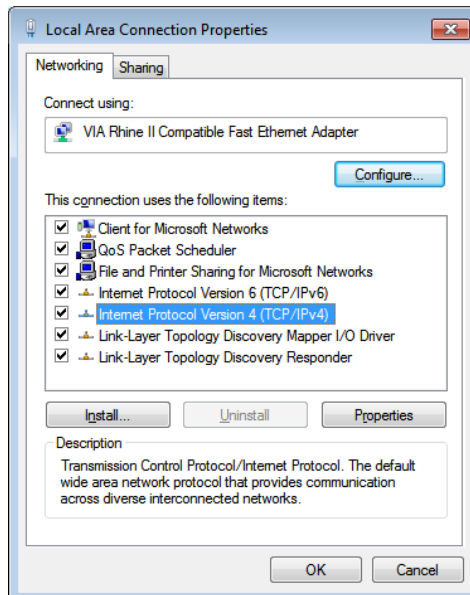 Local Area Connection Properties
Networking
Sharing
Connect using:
VIA Rhine II Compatible Fast Ethernet Adapter
Configure...
This connection uses the following items:
Client for Microsoft Networks
QoS Packet Scheduler
File and Printer Sharing for Microsoft Networks
Internet Protocol Version 6 (TCP/IPv6)
Internet Protocol Version 4 (TCP/IPv4)
Link-Layer Topology Discovery Mapper I/O Driver
Link-Layer Topology Discovery Responder
Install...
Uninstall
Properties
Description
Transmission Control Protocol/Internet Protocol. The default
wide area network protocol that provides communication
across diverse interconnected networks.
OK
Cancel